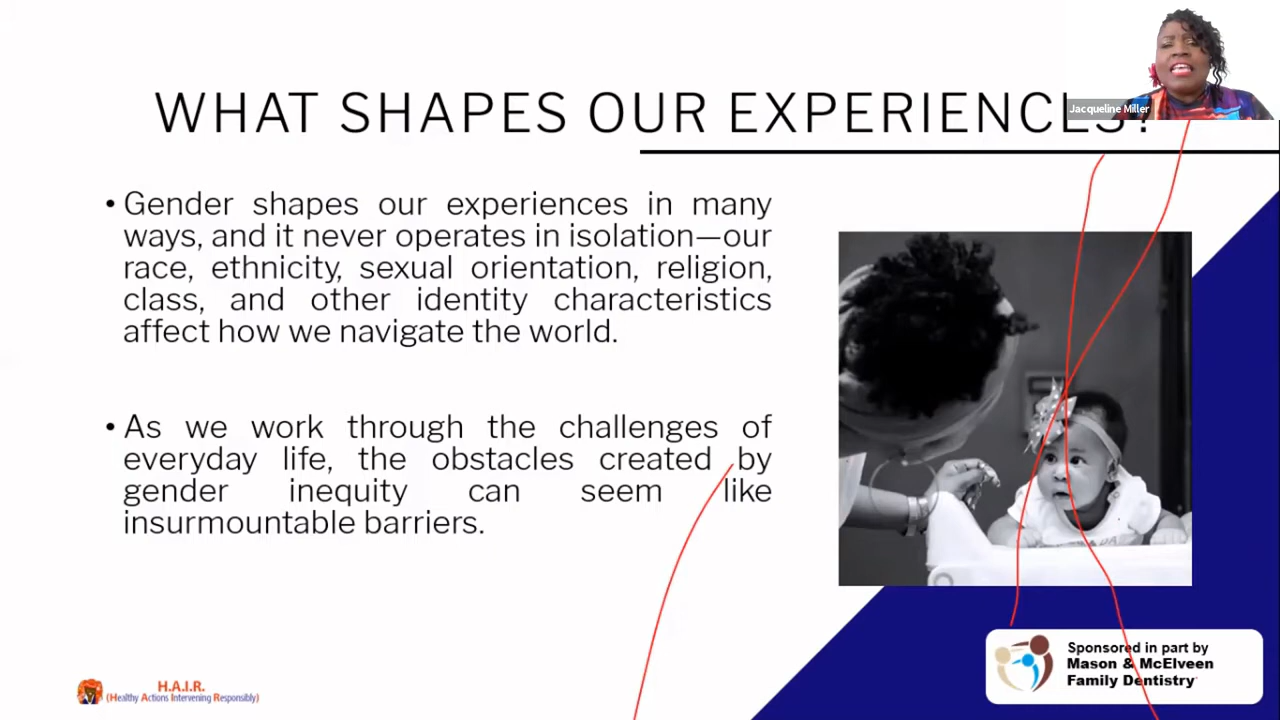 WHAT SHAPES OUR EXPERIENCES?
Jacqueline Miller
• Gender shapes our experiences in many
ways, and it never operates in isolation—our
race, ethnicity, sexual orientation, religion,
class, and other identity characteristics
affect how we navigate the world.
• As we work through the challenges of
everyday life, the obstacles created by
gender inequity can seem like
insurmountable barriers.
Sponsored in part by
Mason & McElveen
Family Dentistry
H.A.I.R.
(Healthy Actions Intervening Responsibly)